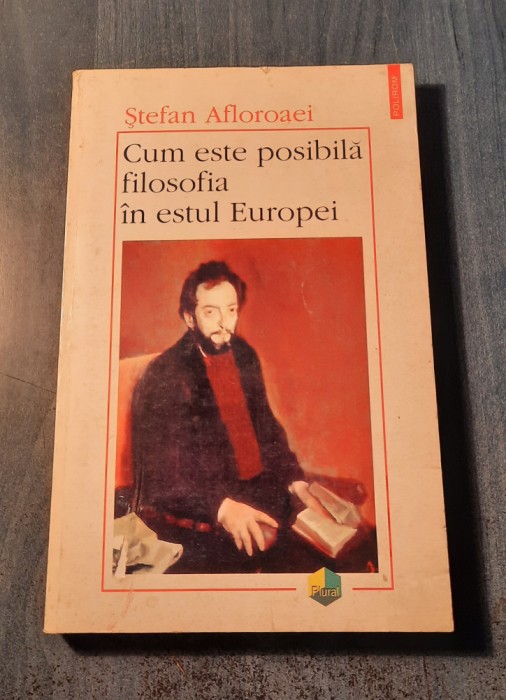 POLIROM
Ştefan Afloroaei
Cum este posibilă
filosofia
în estul Europei
Plural